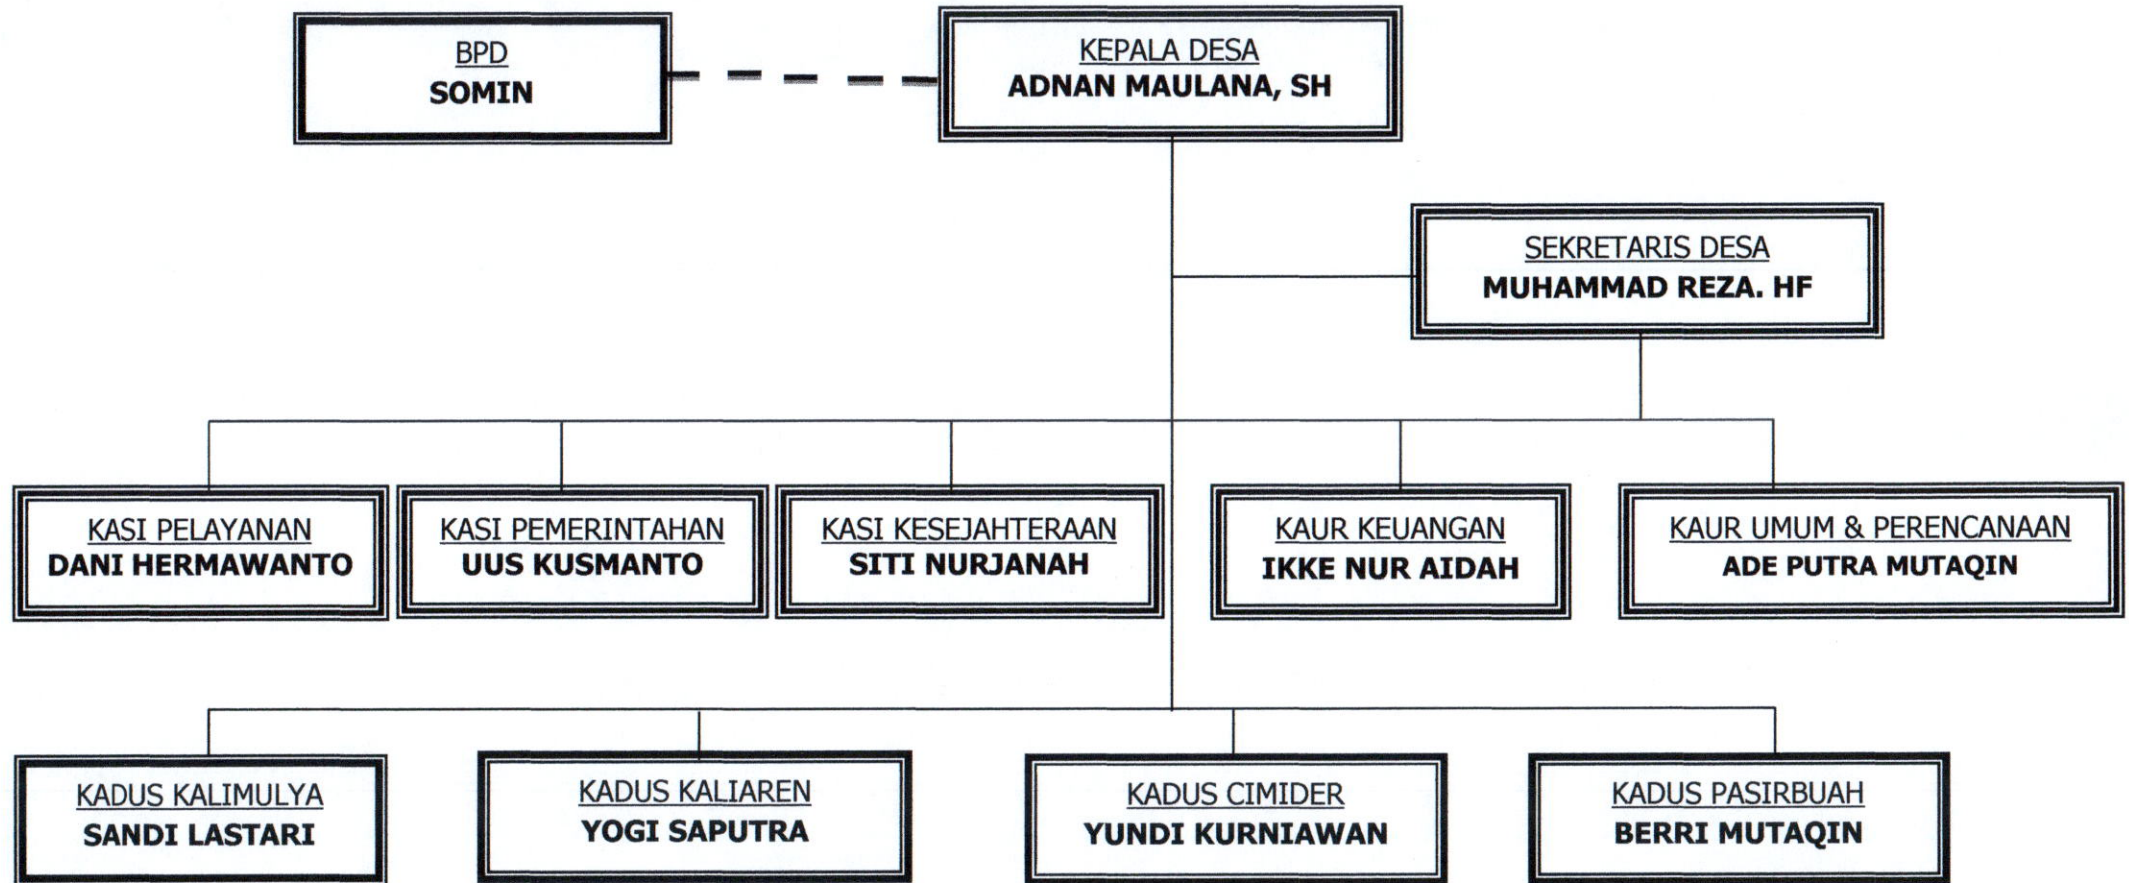 BPD
SOMIN
KEPALA DESA
ADNAN MAULANA, SH
SEKRETARIS DESA
MUHAMMAD REZA. HF
KASI PELAYANAN
DANI HERMAWANTO
KASI PEMERINTAHAN
UUS KUSMANTO
KASI KESEJAHTERAAN
SITI NURJANAH
KAUR KEUANGAN
IKKE NUR AIDAH
KAUR UMUM & PERENCANAAN
ADE PUTRA MUTAQIN
KADUS KALIMULYA
SANDI LASTARI
KADUS KALIAREN
YOGI SAPUTRA
KADUS CIMIDER
YUNDI KURNIAWAN
KADUS PASIRBUAH
BERRI MUTAQIN